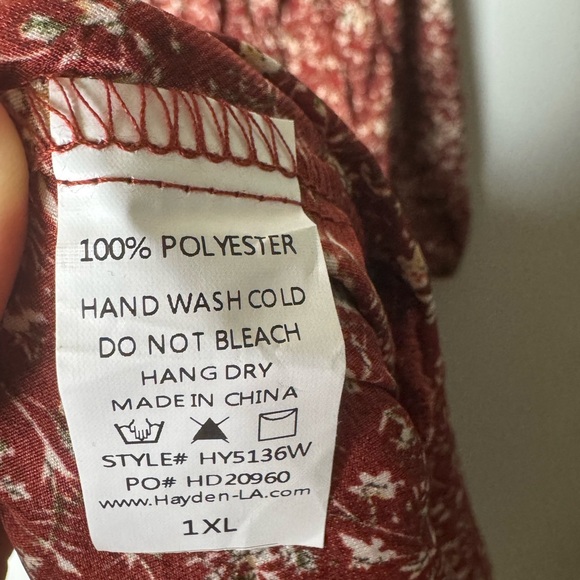 100% POLYESTER
HAND WASH COLD
DO NOT BLEACH
HANG DRY
MADE IN CHINA
STYLE# HY5136W
PO# HD20960
www.Hayden-LA.com
1XL